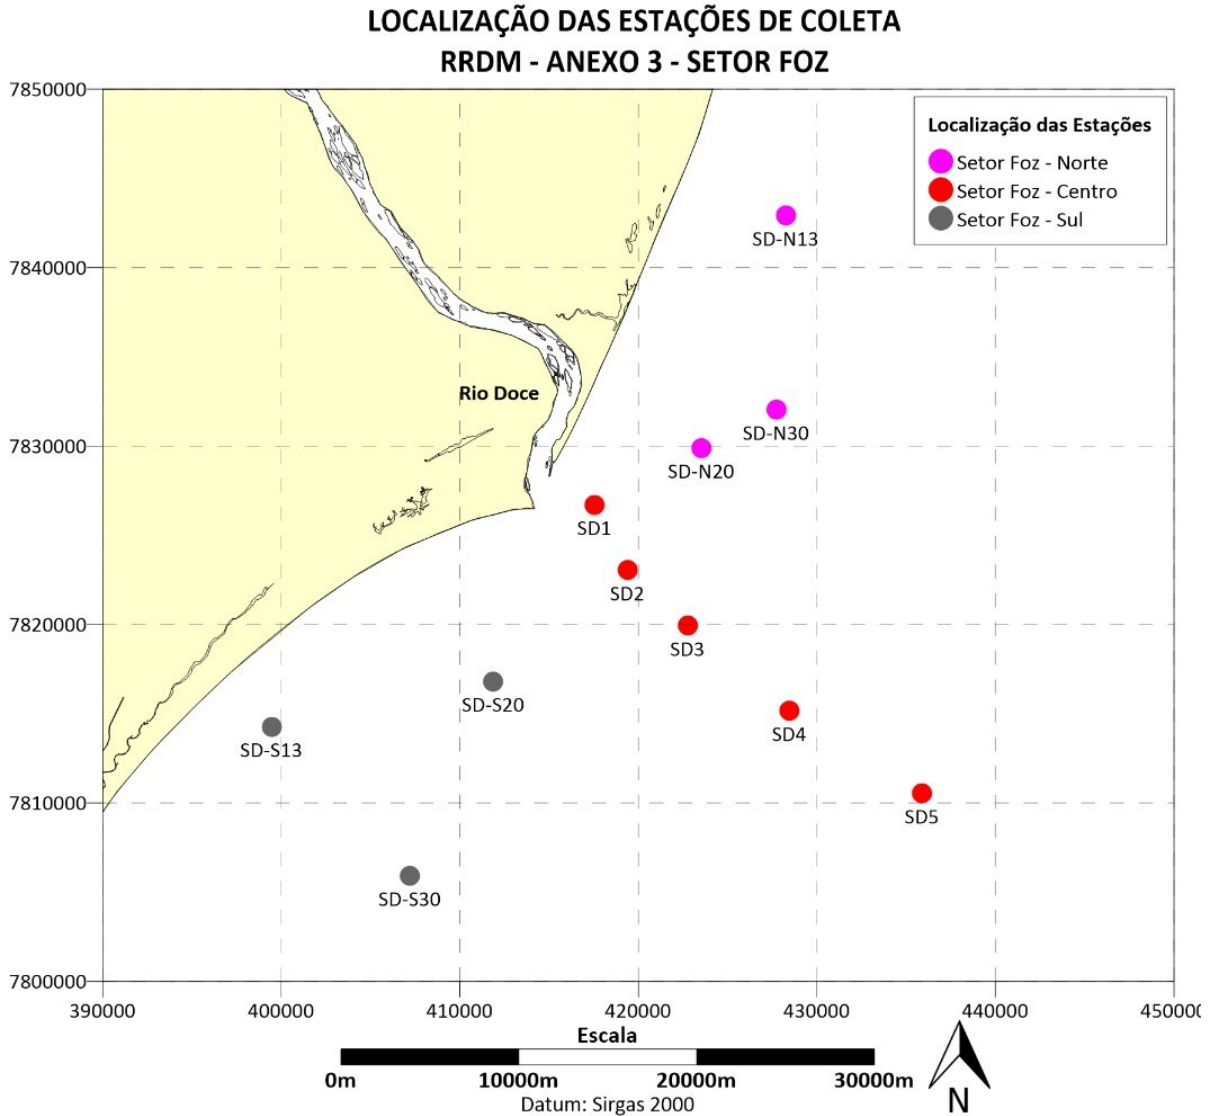 LOCALIZAÇÃO DAS ESTAÇÕES DE COLETA
RRDM - ANEXO 3 - SETOR FOZ
7850000
Localização das Estações
Setor Foz - Norte
Setor Foz - Centro
Setor Foz - Sul
SD-N13
7840000
Rio Doce
SD-N30
7830000
SD-N20
SD1
SD2
7820000
SD3
SD-S20
SD4
SD-S13
7810000
SD5
SD-S30
7800000
390000 400000 410000 420000 430000 440000 450000
Escala
0m 10000m 20000m 30000m
Datum: Sirgas 2000
N